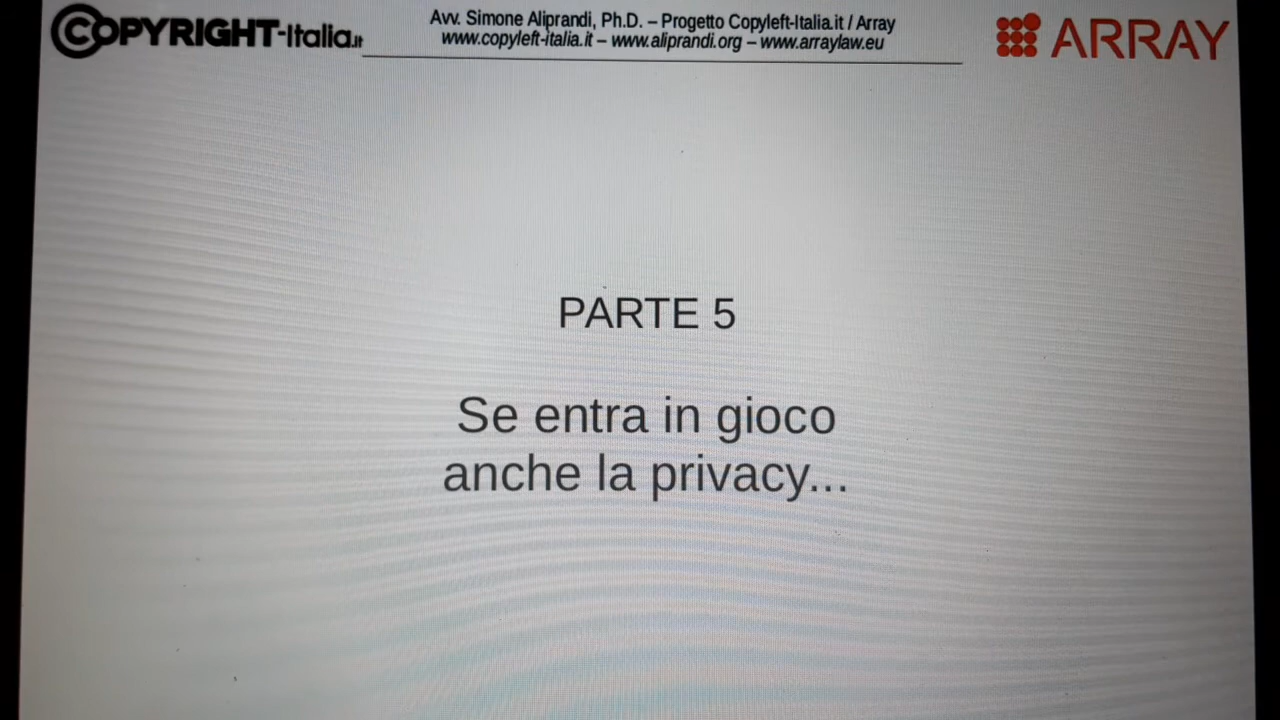 COPYRIGHT-Italia.it
Avv. Simone Aliprandi, Ph.D. – Progetto Copyleft-Italia.it / Array
www.copyleft-italia.it – www.aliprandi.org – www.arraylaw.eu
ARRAY
PARTE 5
Se entra in gioco
anche la privacy...